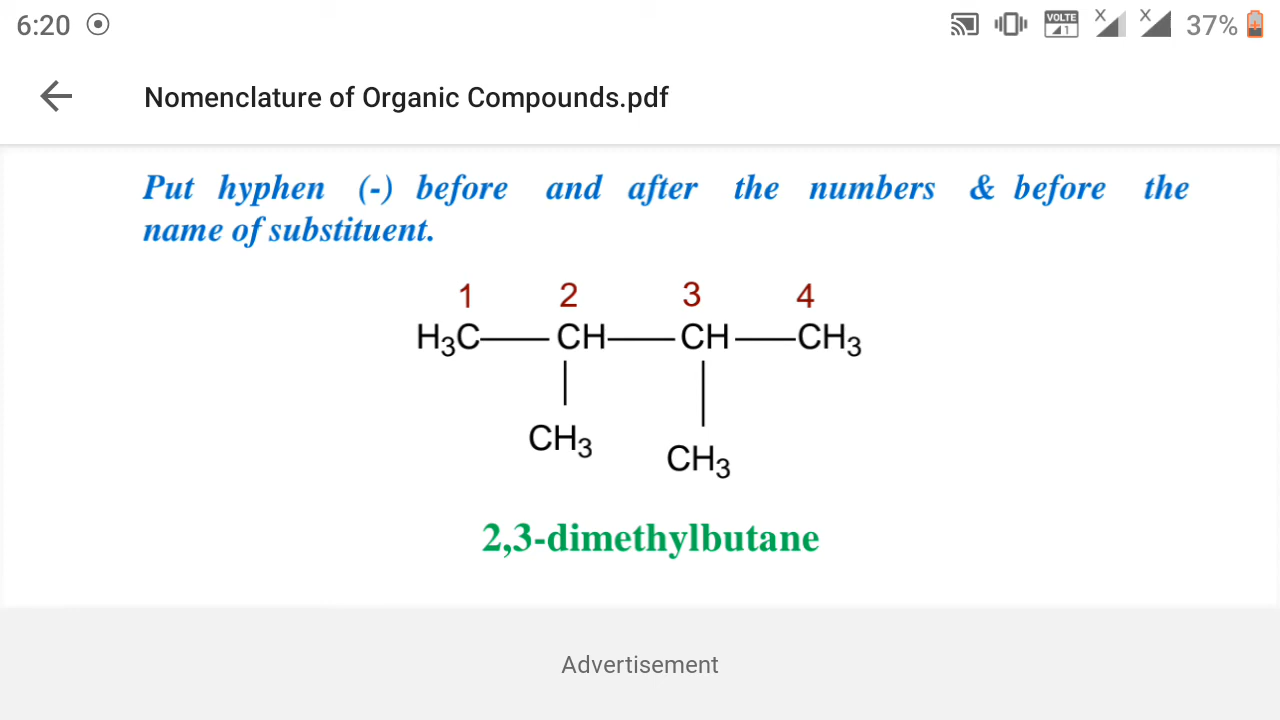 6:20 VOLTE 1 X X 37%
Nomenclature of Organic Compounds.pdf
Put hyphen (-) before and after the numbers & before the
name of substituent.
1 2 3 4
H₃C CH CH CH₃
CH₃ CH₃
2,3-dimethylbutane
Advertisement